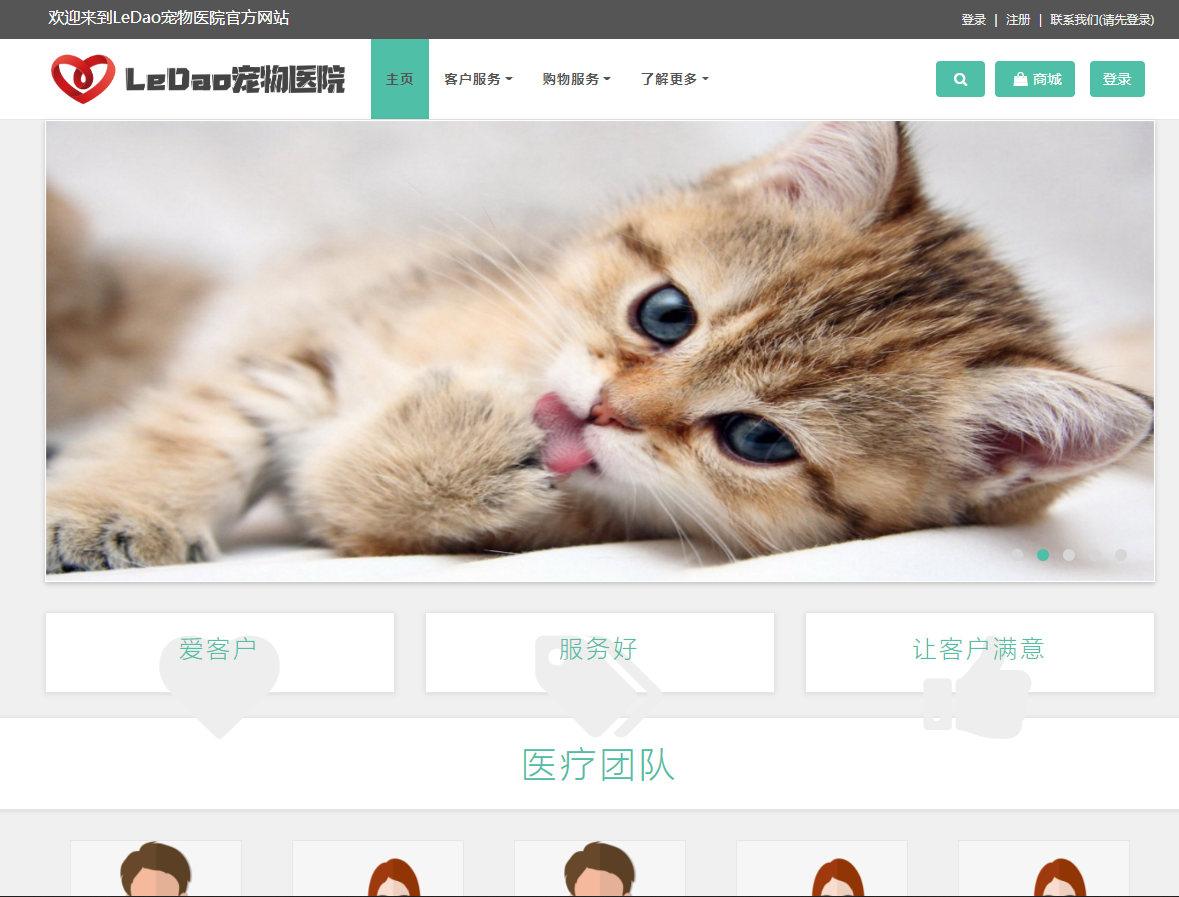 欢迎来到LeDao宠物医院官方网站
登录 | 注册 | 联系我们(请先登录)
LeDao宠物医院
主页 客户服务 购物服务 了解更多
商城 登录
爱客户 服务好 让客户满意
医疗团队